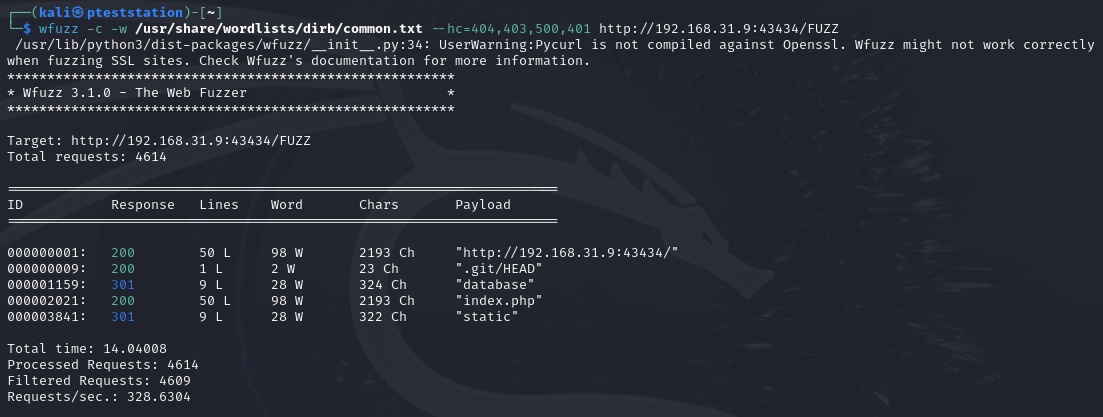 ┌──(kali㉿pteststation)-[~]
└─$ wfuzz -c -w /usr/share/wordlists/dirb/common.txt --hc=404,403,500,401 http://192.168.31.9:43434/FUZZ
/usr/lib/python3/dist-packages/wfuzz/__init__.py:34: UserWarning:Pycurl is not compiled against Openssl. Wfuzz might not work correctly
when fuzzing SSL sites. Check Wfuzz's documentation for more information.
********************************************************
* Wfuzz 3.1.0 - The Web Fuzzer                         *
********************************************************
Target: http://192.168.31.9:43434/FUZZ
Total requests: 4614
=====================================================================
ID           Response   Lines    Word       Chars       Payload
=====================================================================
000000001:   200        50 L     98 W       2193 Ch     "http://192.168.31.9:43434/"
000000009:   200        1 L      2 W        23 Ch       ".git/HEAD"
000001159:   301        9 L      28 W       324 Ch      "database"
000002021:   200        50 L     98 W       2193 Ch     "index.php"
000003841:   301        9 L      28 W       322 Ch      "static"
Total time: 14.04008
Processed Requests: 4614
Filtered Requests: 4609
Requests/sec.: 328.6304